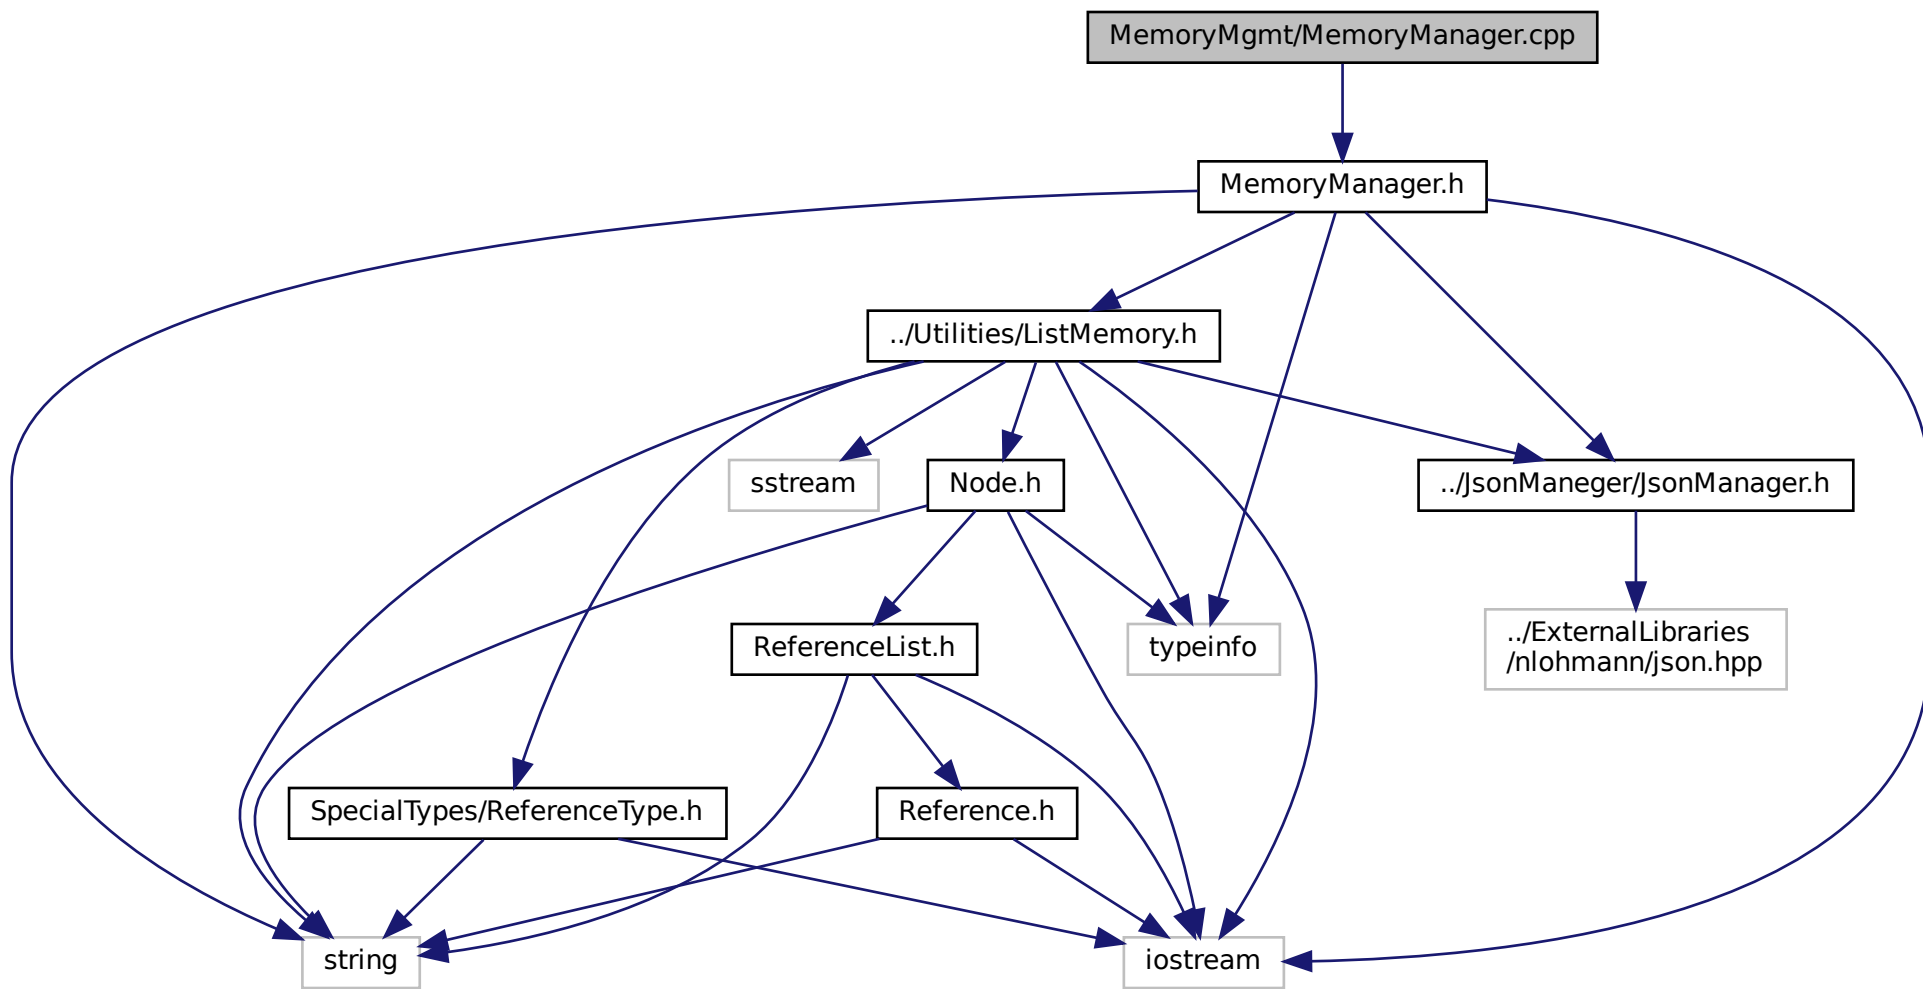 MemoryMgmt/MemoryManager.cpp
MemoryManager.h
../Utilities/ListMemory.h
sstream
Node.h
../JsonManeger/JsonManager.h
ReferenceList.h
typeinfo
../ExternalLibraries
/nlohmann/json.hpp
SpecialTypes/ReferenceType.h
Reference.h
string
iostream